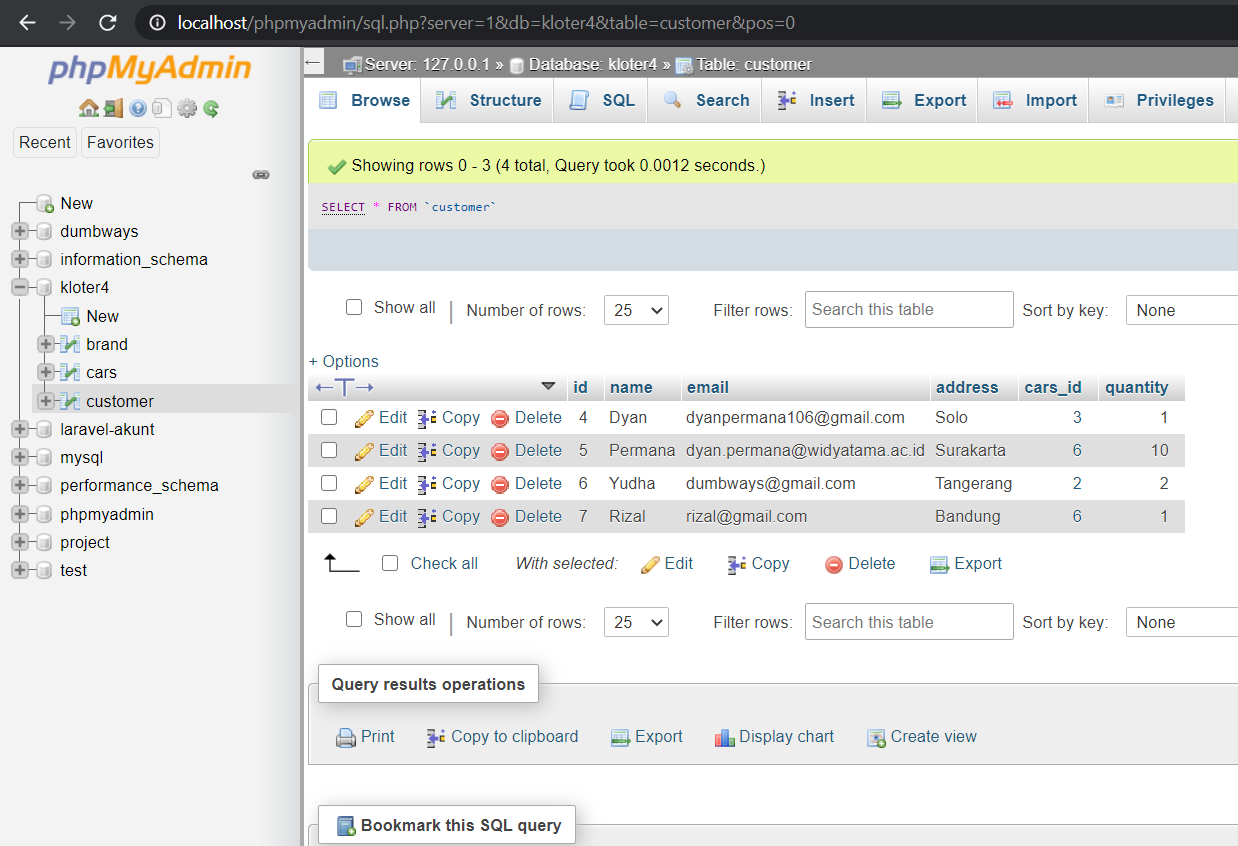 localhost/phpmyadmin/sql.php?server=1&db=kloter4&table=customer&pos=0
phpMyAdmin
Recent Favorites
New
dumbways
information_schema
kloter4
New
brand
cars
customer
laravel-akunt
mysql
performance_schema
phpmyadmin
project
test
Server: 127.0.0.1 » Database: kloter4 » Table: customer
Browse Structure SQL Search Insert Export Import Privileges
Showing rows 0 - 3 (4 total, Query took 0.0012 seconds.)
SELECT * FROM `customer`
Show all | Number of rows: 25 Filter rows: Search this table Sort by key: None
+ Options
←T→ id name email address cars_id quantity
Edit Copy Delete 4 Dyan dyanpermana106@gmail.com Solo 3 1
Edit Copy Delete 5 Permana dyan.permana@widyatama.ac.id Surakarta 6 10
Edit Copy Delete 6 Yudha dumbways@gmail.com Tangerang 2 2
Edit Copy Delete 7 Rizal rizal@gmail.com Bandung 6 1
Check all With selected: Edit Copy Delete Export
Show all | Number of rows: 25 Filter rows: Search this table Sort by key: None
Query results operations
Print Copy to clipboard Export Display chart Create view
Bookmark this SQL query